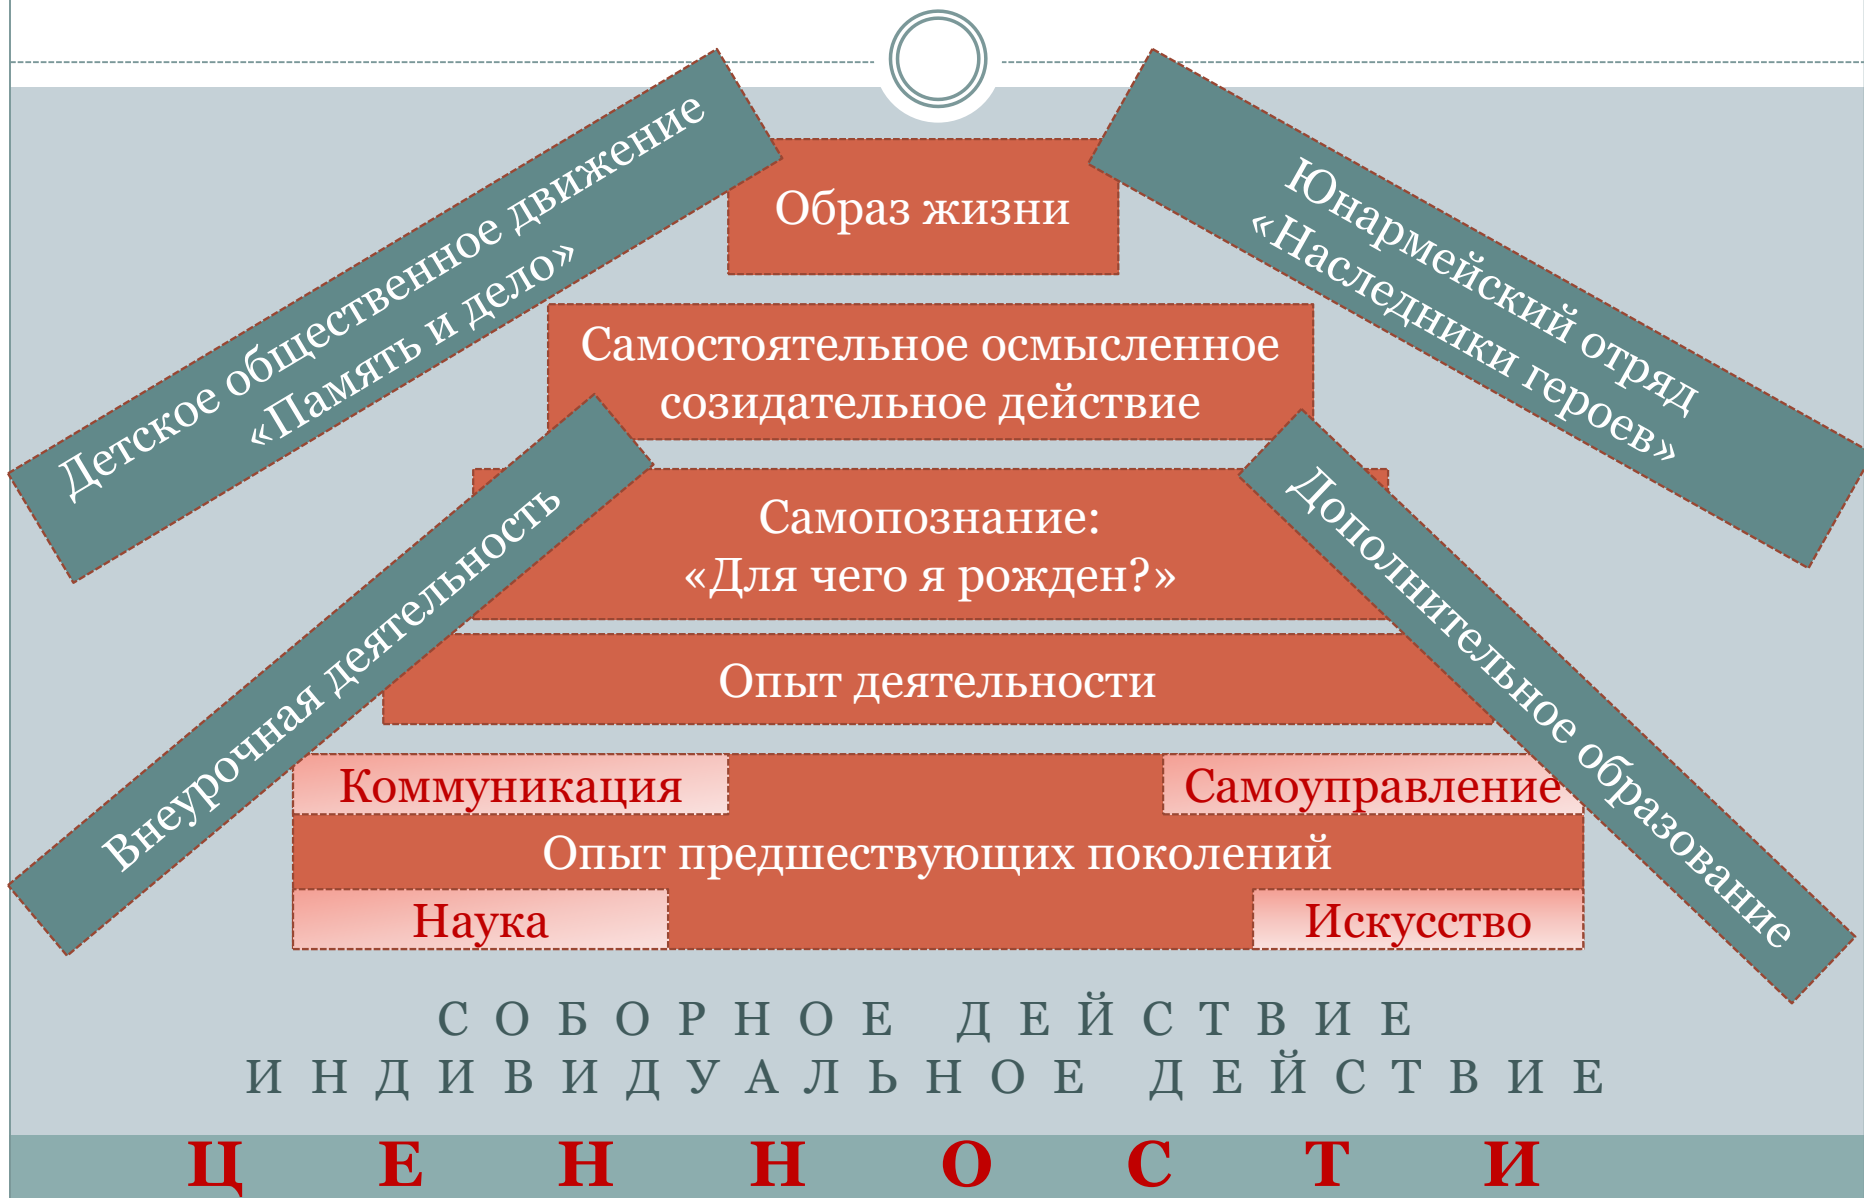 Детское общественное движение
«Память и дело»
Юнармейский отряд
«Наследники героев»
Образ жизни
Самостоятельное осмысленное
созидательное действие
Внеурочная деятельность
Дополнительное образование
Самопознание:
«Для чего я рожден?»
Опыт деятельности
Коммуникация
Самоуправление
Опыт предшествующих поколений
Наука
Искусство
СОБОРНОЕ ДЕЙСТВИЕ
ИНДИВИДУАЛЬНОЕ ДЕЙСТВИЕ
ЦЕННОСТИ